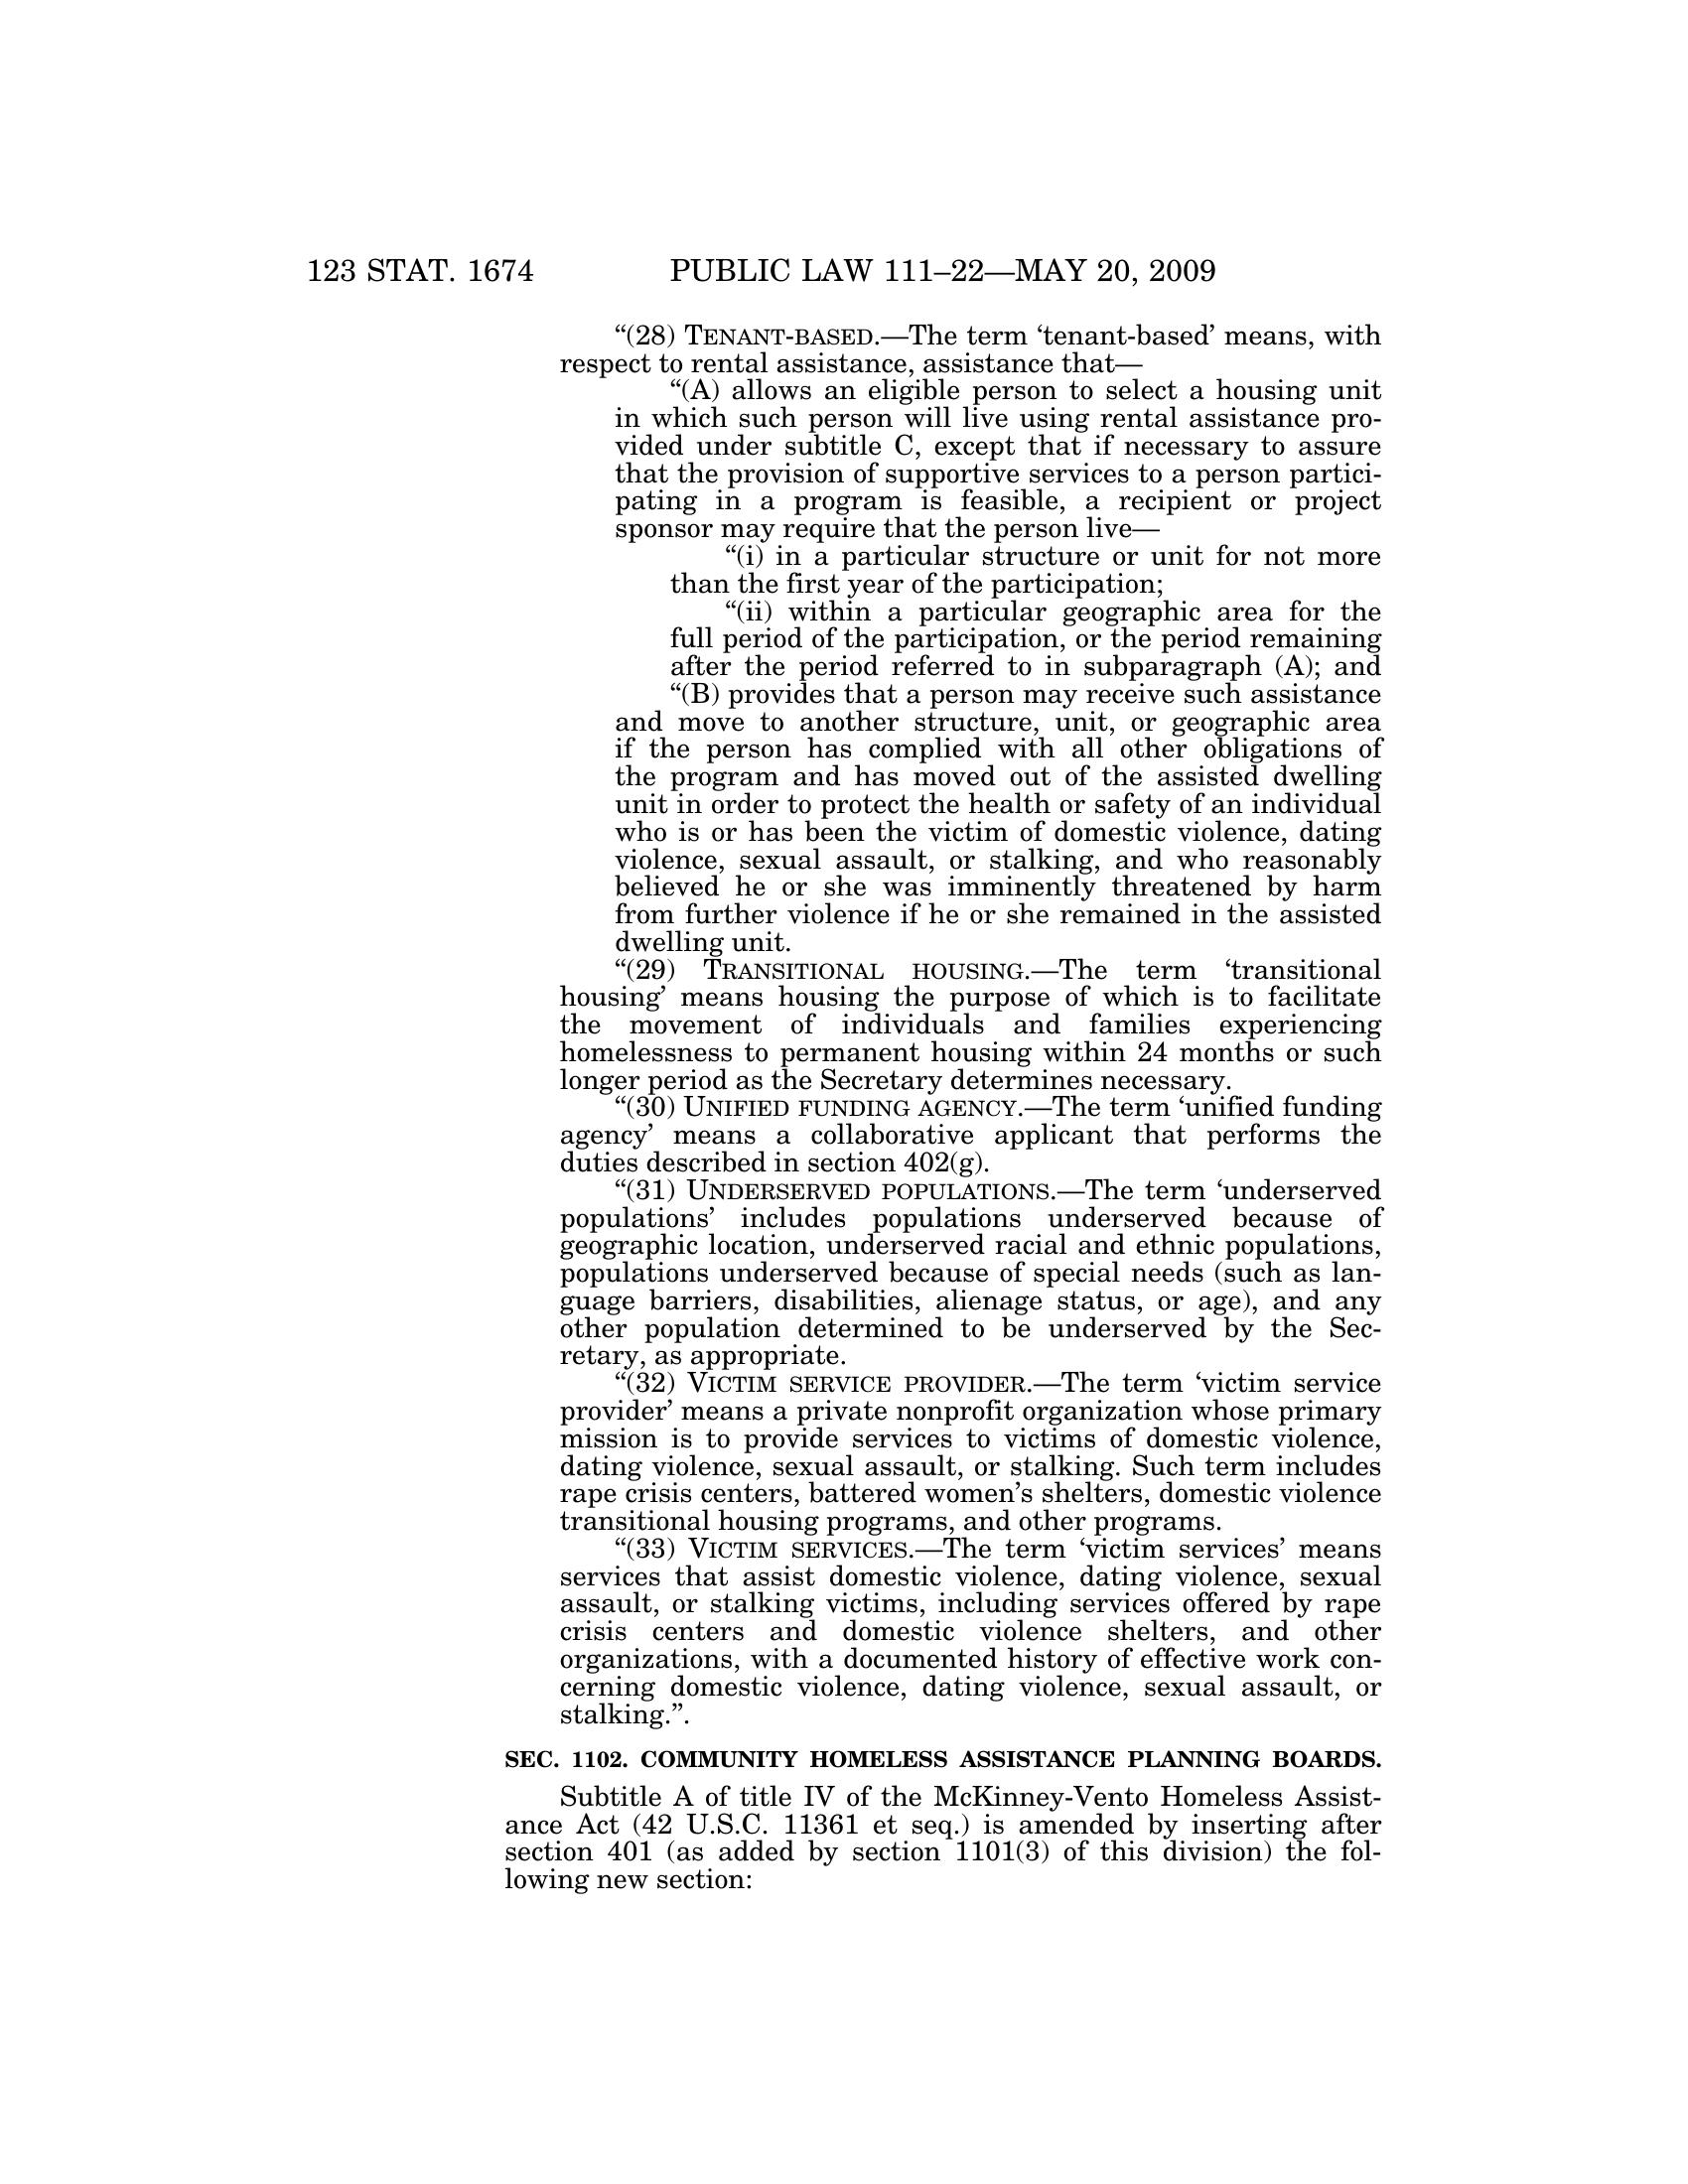 123 STAT. 1674 PUBLIC LAW 111–22—MAY 20, 2009
“(28) TENANT-BASED.—The term ‘tenant-based’ means, with
respect to rental assistance, assistance that—
“(A) allows an eligible person to select a housing unit
in which such person will live using rental assistance pro-
vided under subtitle C, except that if necessary to assure
that the provision of supportive services to a person partici-
pating in a program is feasible, a recipient or project
sponsor may require that the person live—
“(i) in a particular structure or unit for not more
than the first year of the participation;
“(ii) within a particular geographic area for the
full period of the participation, or the period remaining
after the period referred to in subparagraph (A); and
“(B) provides that a person may receive such assistance
and move to another structure, unit, or geographic area
if the person has complied with all other obligations of
the program and has moved out of the assisted dwelling
unit in order to protect the health or safety of an individual
who is or has been the victim of domestic violence, dating
violence, sexual assault, or stalking, and who reasonably
believed he or she was imminently threatened by harm
from further violence if he or she remained in the assisted
dwelling unit.
“(29) TRANSITIONAL HOUSING.—The term ‘transitional
housing’ means housing the purpose of which is to facilitate
the movement of individuals and families experiencing
homelessness to permanent housing within 24 months or such
longer period as the Secretary determines necessary.
“(30) UNIFIED FUNDING AGENCY.—The term ‘unified funding
agency’ means a collaborative applicant that performs the
duties described in section 402(g).
“(31) UNDERSERVED POPULATIONS.—The term ‘underserved
populations’ includes populations underserved because of
geographic location, underserved racial and ethnic populations,
populations underserved because of special needs (such as lan-
guage barriers, disabilities, alienage status, or age), and any
other population determined to be underserved by the Sec-
retary, as appropriate.
“(32) VICTIM SERVICE PROVIDER.—The term ‘victim service
provider’ means a private nonprofit organization whose primary
mission is to provide services to victims of domestic violence,
dating violence, sexual assault, or stalking. Such term includes
rape crisis centers, battered women’s shelters, domestic violence
transitional housing programs, and other programs.
“(33) VICTIM SERVICES.—The term ‘victim services’ means
services that assist domestic violence, dating violence, sexual
assault, or stalking victims, including services offered by rape
crisis centers and domestic violence shelters, and other
organizations, with a documented history of effective work con-
cerning domestic violence, dating violence, sexual assault, or
stalking.”.
SEC. 1102. COMMUNITY HOMELESS ASSISTANCE PLANNING BOARDS.
Subtitle A of title IV of the McKinney-Vento Homeless Assist-
ance Act (42 U.S.C. 11361 et seq.) is amended by inserting after
section 401 (as added by section 1101(3) of this division) the fol-
lowing new section: